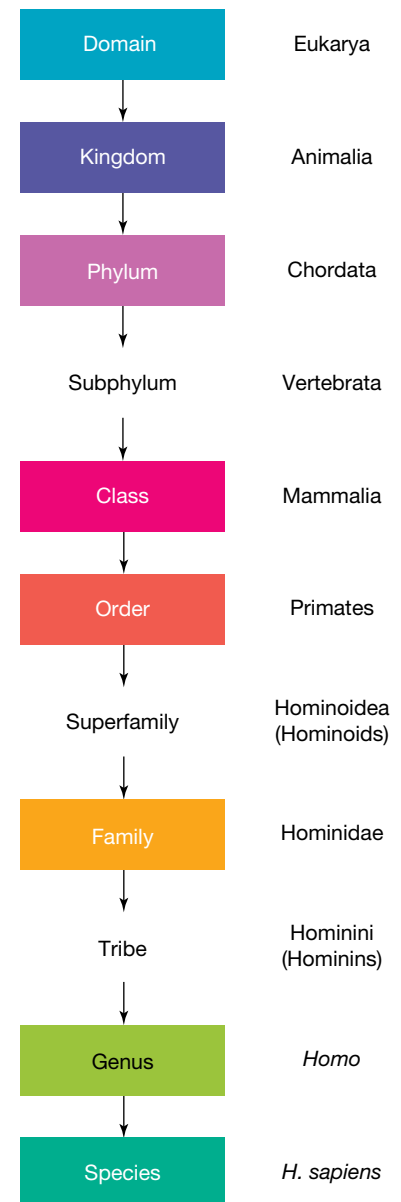 Domain
Eukarya
Kingdom
Animalia
Phylum
Chordata
Subphylum
Vertebrata
Class
Mammalia
Order
Primates
Superfamily
Hominoidea
(Hominoids)
Family
Hominidae
Tribe
Hominini
(Hominins)
Genus
Homo
Species
H. sapiens